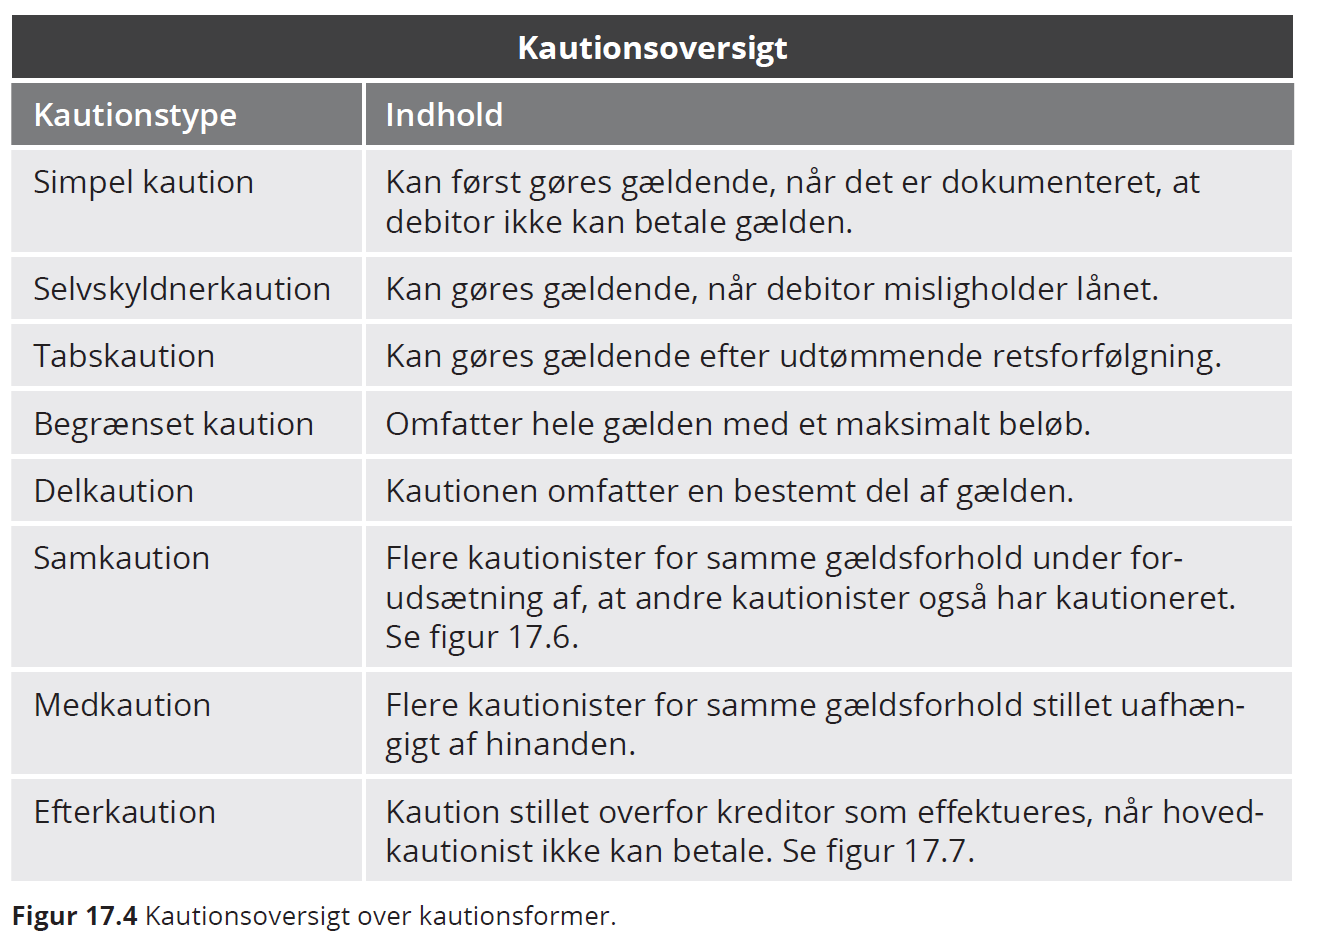 Kautionsoversigt
Kautionstype
Indhold
Simpel kaution
Kan først gøres gældende, når det er dokumenteret, at
debitor ikke kan betale gælden.
Selvskyldnerkaution
Kan gøres gældende, når debitor misligholder lånet.
Tabskaution
Kan gøres gældende efter udtømmende retsforfølgning.
Begrænset kaution
Omfatter hele gælden med et maksimalt beløb.
Delkaution
Kautionen omfatter en bestemt del af gælden.
Samkaution
Flere kautionister for samme gældsforhold under for-
udsætning af, at andre kautionister også har kautioneret.
Se figur 17.6.
Medkaution
Flere kautionister for samme gældsforhold stillet uafhæn-
gigt af hinanden.
Efterkaution
Kaution stillet overfor kreditor som effektueres, når hoved-
kautionist ikke kan betale. Se figur 17.7.
Figur 17.4 Kautionsoversigt over kautionsformer.